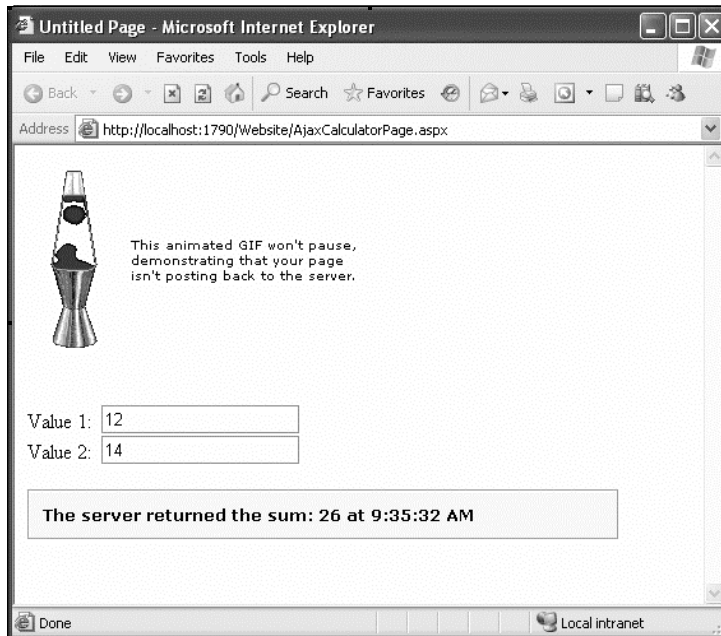 Untitled Page - Microsoft Internet Explorer
File Edit View Favorites Tools Help
Back Search Favorites
Address http://localhost:1790/Website/AjaxCalculatorPage.aspx
This animated GIF won't pause,
demonstrating that your page
isn't posting back to the server.
Value 1: 12
Value 2: 14
The server returned the sum: 26 at 9:35:32 AM
Done Local intranet